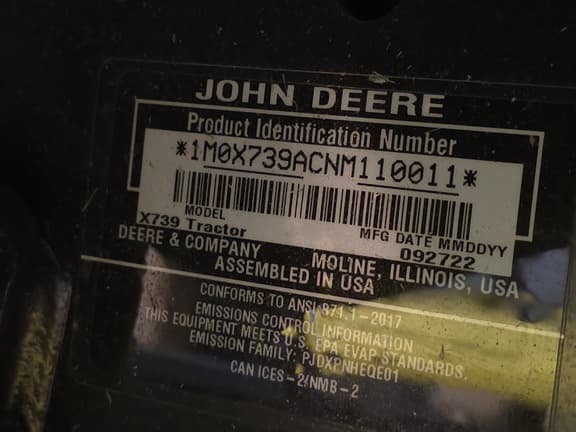 JOHN DEERE
Product Identification Number
*1M0X739ACNM110011*
MODEL MFG DATE MMDDYY
X739 Tractor 092722
DEERE & COMPANY MOLINE, ILLINOIS, USA
ASSEMBLED IN USA
CONFORMS TO ANSI B71.1-2017
EMISSIONS CONTROL INFORMATION
THIS EQUIPMENT MEETS U.S. EPA EVAP STANDARDS.
EMISSION FAMILY: PJDXPNHEQE01
CAN ICES-2/NMB-2